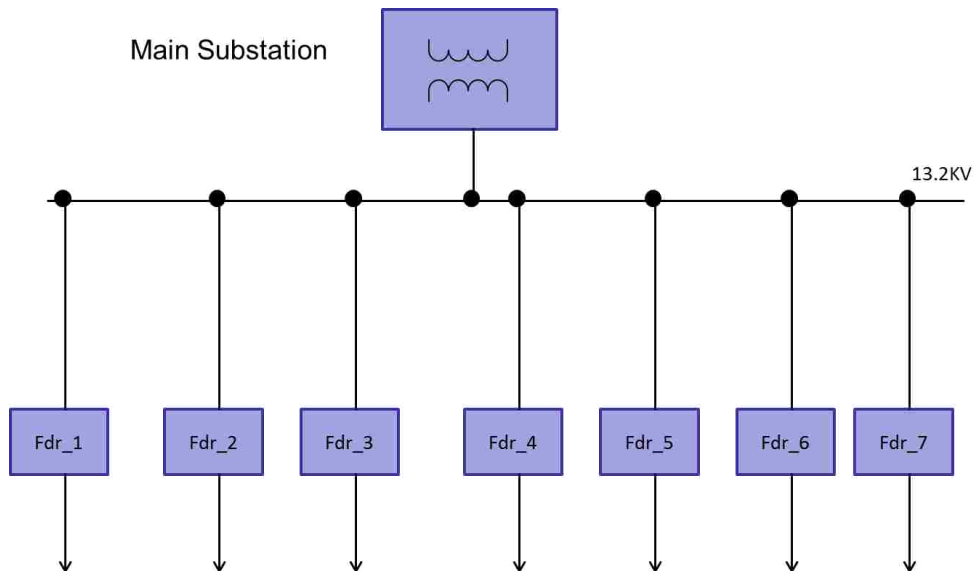 Main Substation
13.2KV
Fdr_1
Fdr_2
Fdr_3
Fdr_4
Fdr_5
Fdr_6
Fdr_7